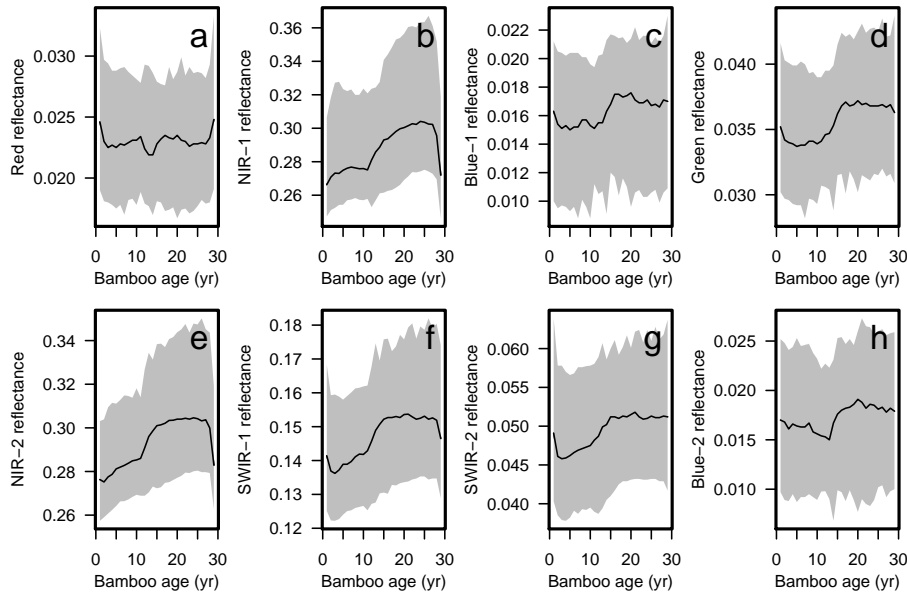 a
Red reflectance
0.030
0.025
0.020
0 10 20 30
Bamboo age (yr)
b
NIR−1 reflectance
0.36
0.33
0.30
0.28
0.26
0 10 20 30
Bamboo age (yr)
c
Blue−1 reflectance
0.022
0.020
0.018
0.016
0.014
0.012
0.010
0 10 20 30
Bamboo age (yr)
d
Green reflectance
0.040
0.035
0.030
0 10 20 30
Bamboo age (yr)
e
NIR−2 reflectance
0.34
0.32
0.30
0.28
0.26
0 10 20 30
Bamboo age (yr)
f
SWIR−1 reflectance
0.18
0.17
0.16
0.15
0.14
0.13
0.12
0 10 20 30
Bamboo age (yr)
g
SWIR−2 reflectance
0.060
0.055
0.050
0.045
0.040
0 10 20 30
Bamboo age (yr)
h
Blue−2 reflectance
0.025
0.020
0.015
0.010
0 10 20 30
Bamboo age (yr)